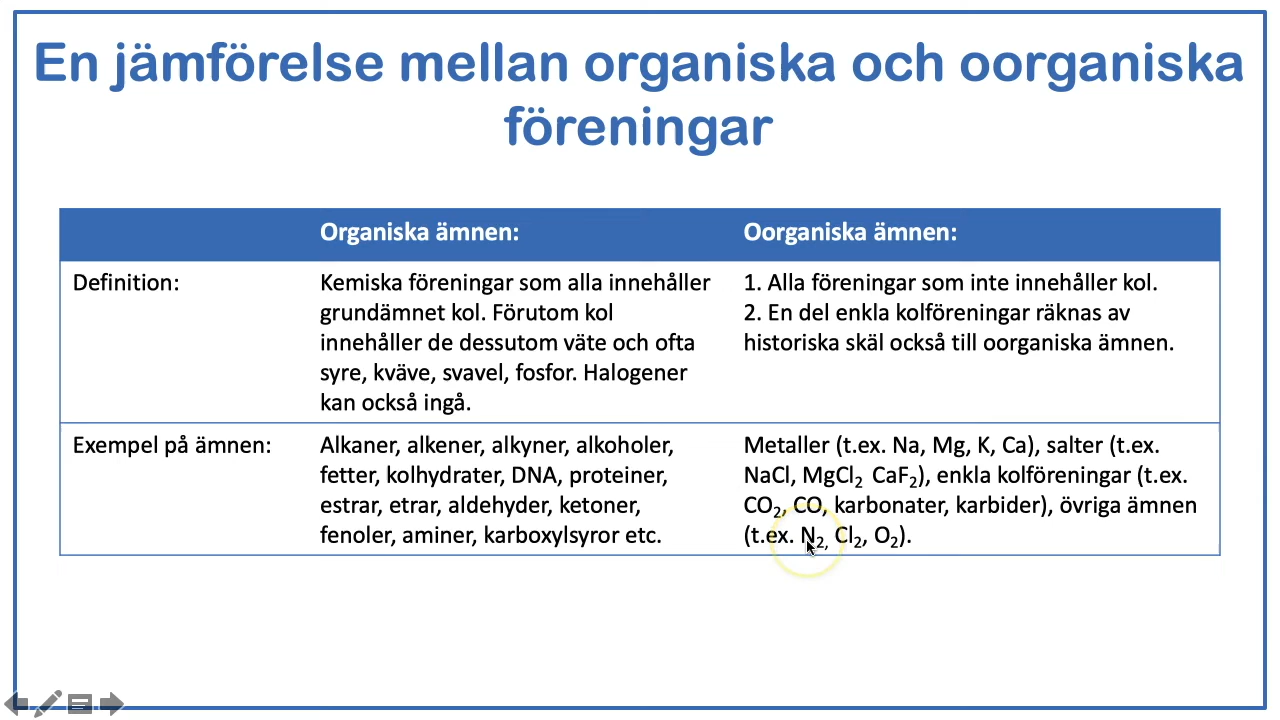 En jämförelse mellan organiska och oorganiska
föreningar
Organiska ämnen:
Oorganiska ämnen:
Definition:
Kemiska föreningar som alla innehåller
grundämnet kol. Förutom kol
innehåller de dessutom väte och ofta
syre, kväve, svavel, fosfor. Halogener
kan också ingå.
1. Alla föreningar som inte innehåller kol.
2. En del enkla kolföreningar räknas av
historiska skäl också till oorganiska ämnen.
Exempel på ämnen:
Alkaner, alkener, alkyner, alkoholer,
fetter, kolhydrater, DNA, proteiner,
estrar, etrar, aldehyder, ketoner,
fenoler, aminer, karboxylsyror etc.
Metaller (t.ex. Na, Mg, K, Ca), salter (t.ex.
NaCl, MgCl₂ CaF₂), enkla kolföreningar (t.ex.
CO₂, CO, karbonater, karbider), övriga ämnen
(t.ex. N₂, Cl₂, O₂).